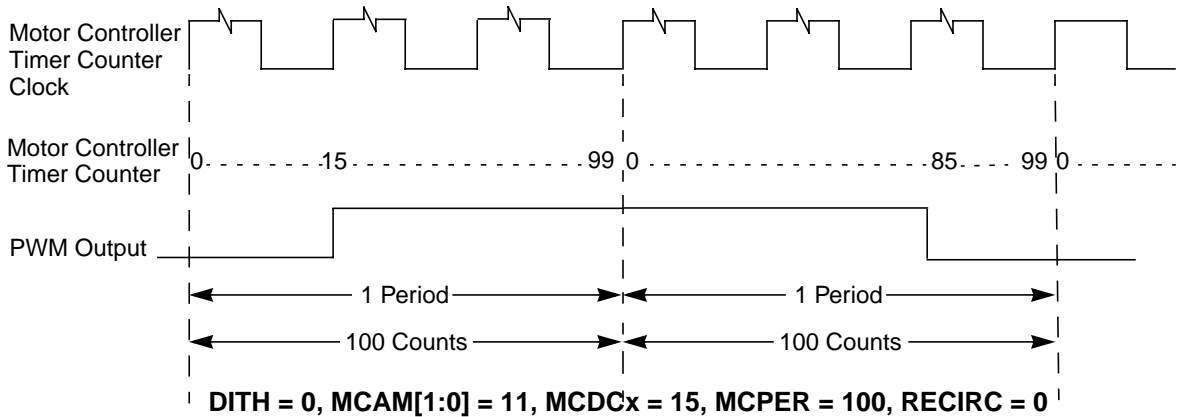 Motor Controller
Timer Counter
Clock
Motor Controller
Timer Counter
0 15 99 0 85 99 0
PWM Output
1 Period 1 Period
100 Counts 100 Counts
DITH = 0, MCAM[1:0] = 11, MCDCx = 15, MCPER = 100, RECIRC = 0